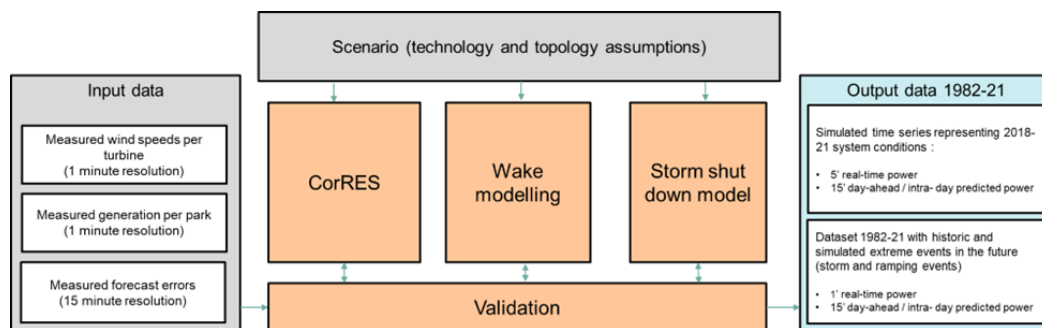 Scenario (technology and topology assumptions)
Input data
Measured wind speeds per
turbine
(1 minute resolution)
Measured generation per park
(1 minute resolution)
Measured forecast errors
(15 minute resolution)
CorRES
Wake
modelling
Storm shut
down model
Validation
Output data 1982-21
Simulated time series representing 2018-
21 system conditions :
• 5' real-time power
• 15' day-ahead / intra- day predicted power
Dataset 1982-21 with historic and
simulated extreme events in the future
(storm and ramping events)
• 1' real-time power
• 15' day-ahead / intra- day predicted power